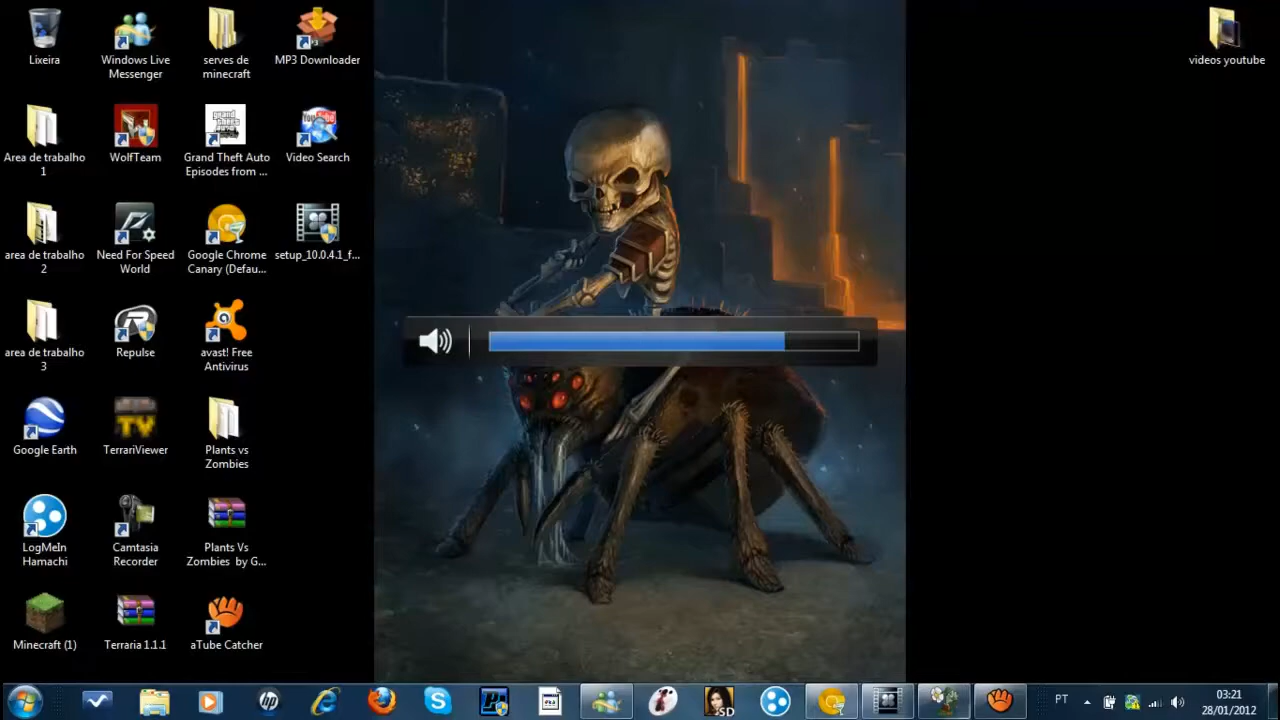 Lixeira
Windows Live
Messenger
serves de
minecraft
MP3 Downloader
videos youtube
Area de trabalho
1
WolfTeam
Grand Theft Auto
Episodes from ...
Video Search
area de trabalho
2
Need For Speed
World
Google Chrome
Canary (Defau...
setup_10.0.4.1_f...
area de trabalho
3
Repulse
avast! Free
Antivirus
Google Earth
TerrariViewer
Plants vs
Zombies
LogMeIn
Hamachi
Camtasia
Recorder
Plants Vs
Zombies by G...
Minecraft (1)
Terraria 1.1.1
aTube Catcher
SD
PT
03:21
28/01/2012